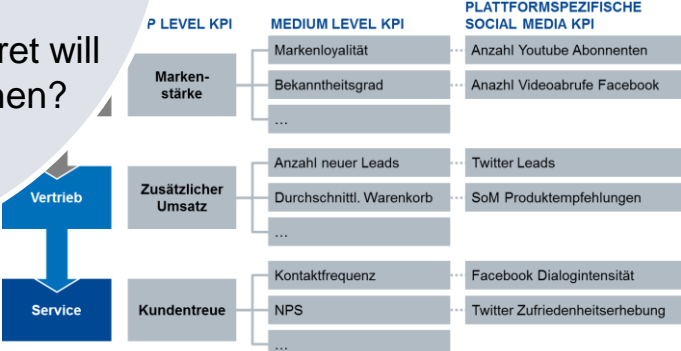 ret will
nen?
P LEVEL KPI
MEDIUM LEVEL KPI
PLATTFORMSPEZIFISCHE
SOCIAL MEDIA KPI
Marken-
stärke
Markenloyalität
Anzahl Youtube Abonnenten
Bekanntheitsgrad
Anazhl Videoabrufe Facebook
...
Vertrieb
Zusätzlicher
Umsatz
Anzahl neuer Leads
Twitter Leads
Durchschnittl. Warenkorb
SoM Produktempfehlungen
...
Service
Kundentreue
Kontaktfrequenz
Facebook Dialogintensität
NPS
Twitter Zufriedenheitserhebung
...